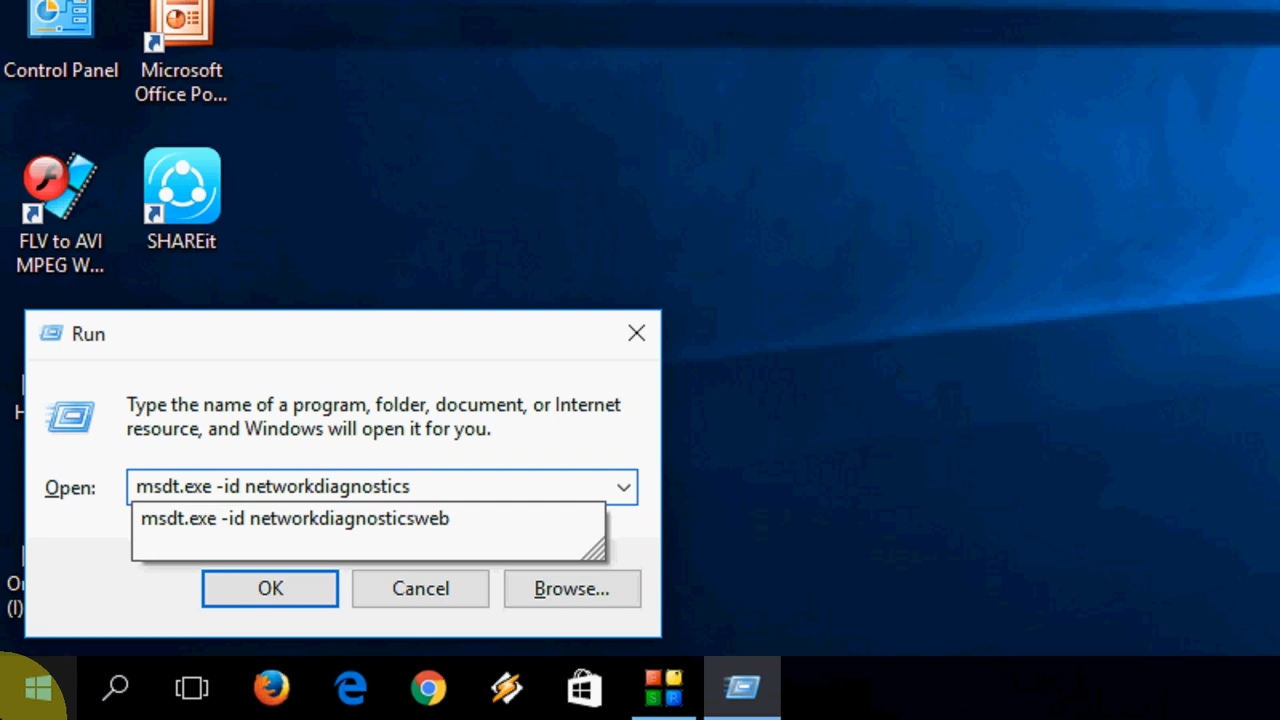 Control Panel
Microsoft
Office Po...
FLV to AVI
MPEG W...
SHAREit
Run
Type the name of a program, folder, document, or Internet
resource, and Windows will open it for you.
Open:
msdt.exe -id networkdiagnostics
msdt.exe -id networkdiagnosticsweb
OK
Cancel
Browse...
(I)